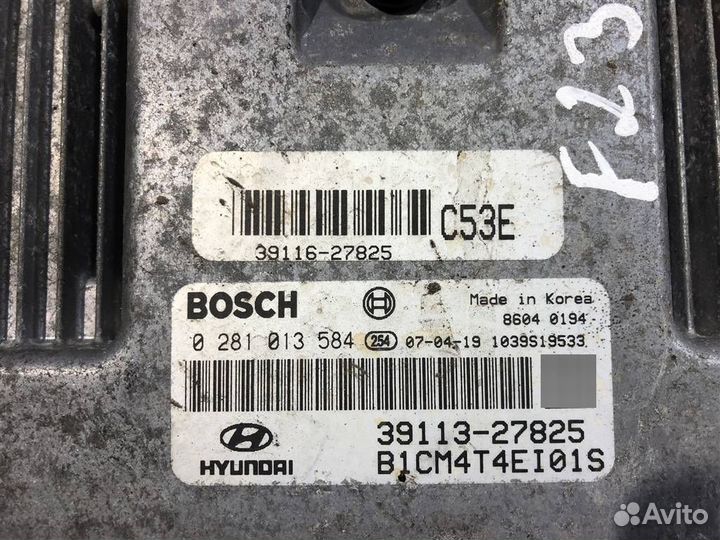 F23
C53E
39116-27825
BOSCH
Made in Korea
8604 0194
0 281 013 584 254 07-04-19 1039S19533
39113-27825
HYUNDAI
B1CM4T4EI01S
Avito